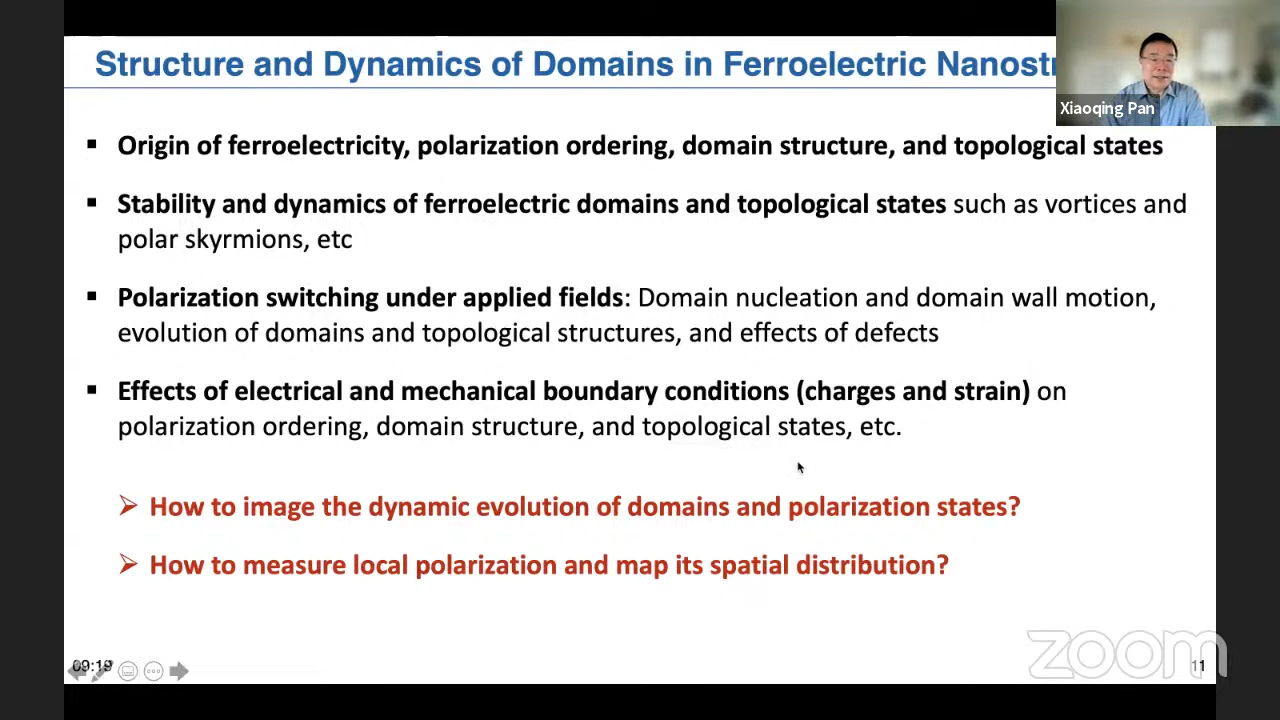 Structure and Dynamics of Domains in Ferroelectric
Xiaoqing Pan
▪ Origin of ferroelectricity, polarization ordering, domain structure, and topological states
▪ Stability and dynamics of ferroelectric domains and topological states such as vortices and
polar skyrmions, etc
▪ Polarization switching under applied fields: Domain nucleation and domain wall motion,
evolution of domains and topological structures, and effects of defects
▪ Effects of electrical and mechanical boundary conditions (charges and strain) on
polarization ordering, domain structure, and topological states, etc.
➢ How to image the dynamic evolution of domains and polarization states?
➢ How to measure local polarization and map its spatial distribution?
zoom
09:19
11